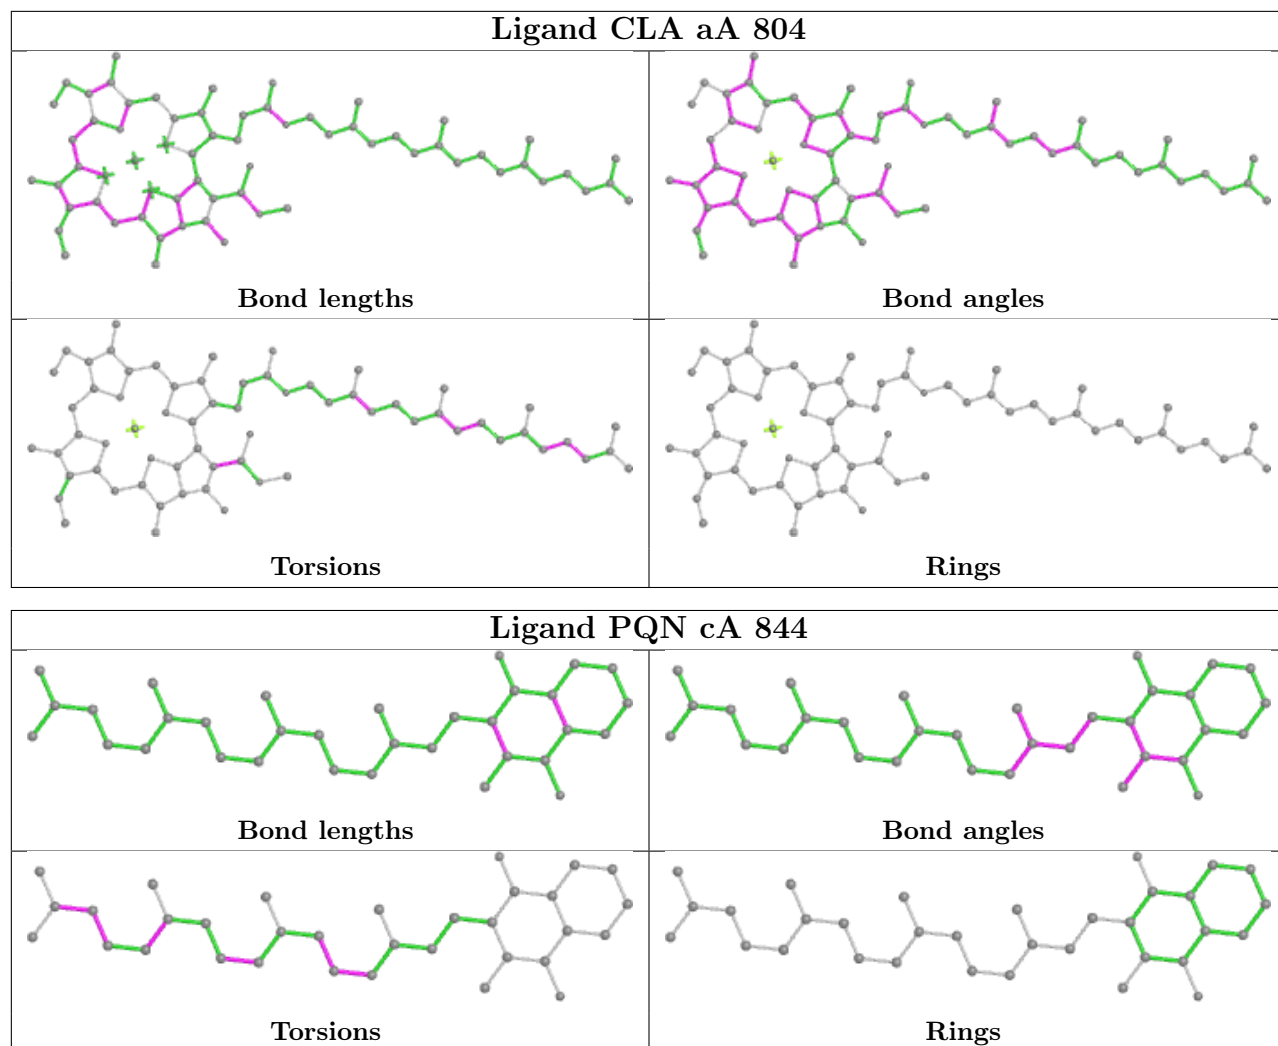 Ligand CLA aA 804
Bond lengths
Bond angles
Torsions
Rings
Ligand PQN cA 844
Bond lengths
Bond angles
Torsions
Rings